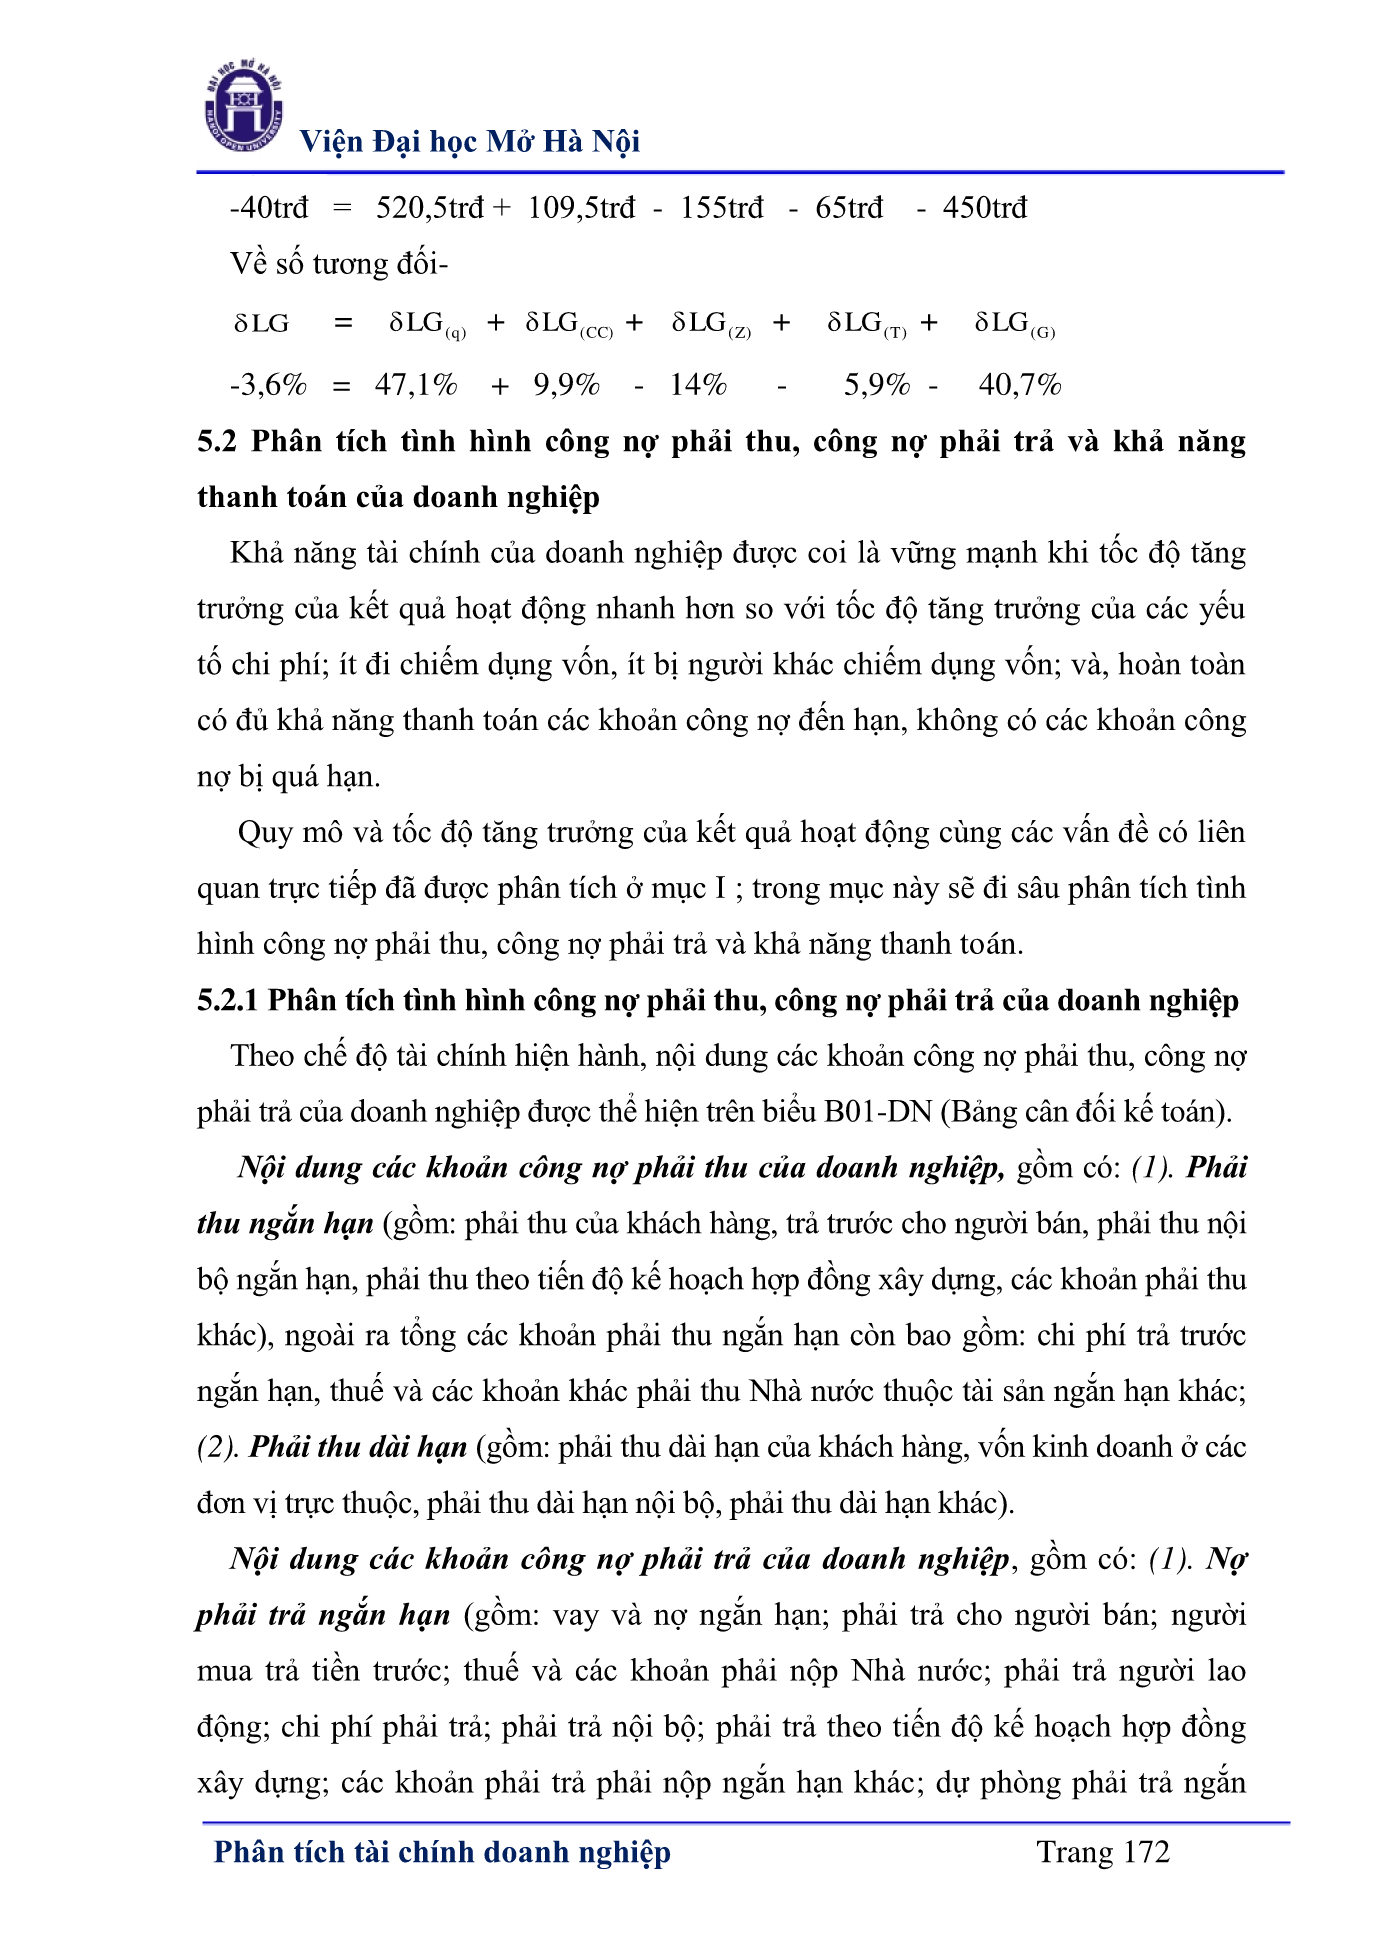 ĐẠI HỌC MỞ HÀ NỘI
HANOI OPEN UNIVERSITY
Viện Đại học Mở Hà Nội
-40trđ = 520,5trđ + 109,5trđ - 155trđ - 65trđ - 450trđ
Về số tương đối-
δLG = δLG(q) + δLG(CC) + δLG(Z) + δLG(T) + δLG(G)
-3,6% = 47,1% + 9,9% - 14% - 5,9% - 40,7%
5.2 Phân tích tình hình công nợ phải thu, công nợ phải trả và khả năng
thanh toán của doanh nghiệp
Khả năng tài chính của doanh nghiệp được coi là vững mạnh khi tốc độ tăng
trưởng của kết quả hoạt động nhanh hơn so với tốc độ tăng trưởng của các yếu
tố chi phí; ít đi chiếm dụng vốn, ít bị người khác chiếm dụng vốn; và, hoàn toàn
có đủ khả năng thanh toán các khoản công nợ đến hạn, không có các khoản công
nợ bị quá hạn.
Quy mô và tốc độ tăng trưởng của kết quả hoạt động cùng các vấn đề có liên
quan trực tiếp đã được phân tích ở mục I ; trong mục này sẽ đi sâu phân tích tình
hình công nợ phải thu, công nợ phải trả và khả năng thanh toán.
5.2.1 Phân tích tình hình công nợ phải thu, công nợ phải trả của doanh nghiệp
Theo chế độ tài chính hiện hành, nội dung các khoản công nợ phải thu, công nợ
phải trả của doanh nghiệp được thể hiện trên biểu B01-DN (Bảng cân đối kế toán).
Nội dung các khoản công nợ phải thu của doanh nghiệp, gồm có: (1). Phải
thu ngắn hạn (gồm: phải thu của khách hàng, trả trước cho người bán, phải thu nội
bộ ngắn hạn, phải thu theo tiến độ kế hoạch hợp đồng xây dựng, các khoản phải thu
khác), ngoài ra tổng các khoản phải thu ngắn hạn còn bao gồm: chi phí trả trước
ngắn hạn, thuế và các khoản khác phải thu Nhà nước thuộc tài sản ngắn hạn khác;
(2). Phải thu dài hạn (gồm: phải thu dài hạn của khách hàng, vốn kinh doanh ở các
đơn vị trực thuộc, phải thu dài hạn nội bộ, phải thu dài hạn khác).
Nội dung các khoản công nợ phải trả của doanh nghiệp, gồm có: (1). Nợ
phải trả ngắn hạn (gồm: vay và nợ ngắn hạn; phải trả cho người bán; người
mua trả tiền trước; thuế và các khoản phải nộp Nhà nước; phải trả người lao
động; chi phí phải trả; phải trả nội bộ; phải trả theo tiến độ kế hoạch hợp đồng
xây dựng; các khoản phải trả phải nộp ngắn hạn khác; dự phòng phải trả ngắn
Phân tích tài chính doanh nghiệp Trang 172